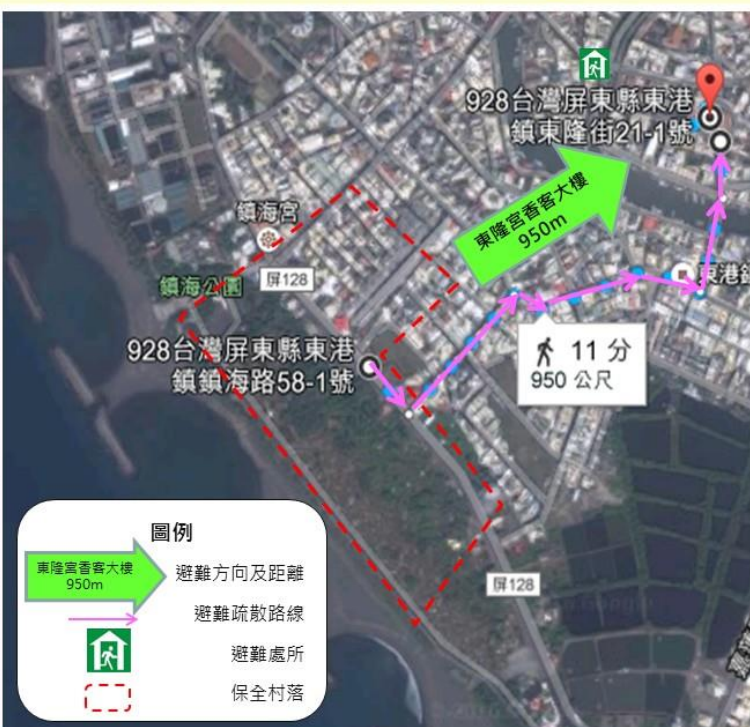 928台灣屏東縣東港
鎮東隆街21-1號
東隆宮香客大樓
950m
鎮海宮
屏128
鎮海公園
東港鎮
928台灣屏東縣東港
鎮鎮海路58-1號
11 分
950 公尺
屏128
圖例
東隆宮香客大樓
950m
避難方向及距離
避難疏散路線
避難處所
保全村落